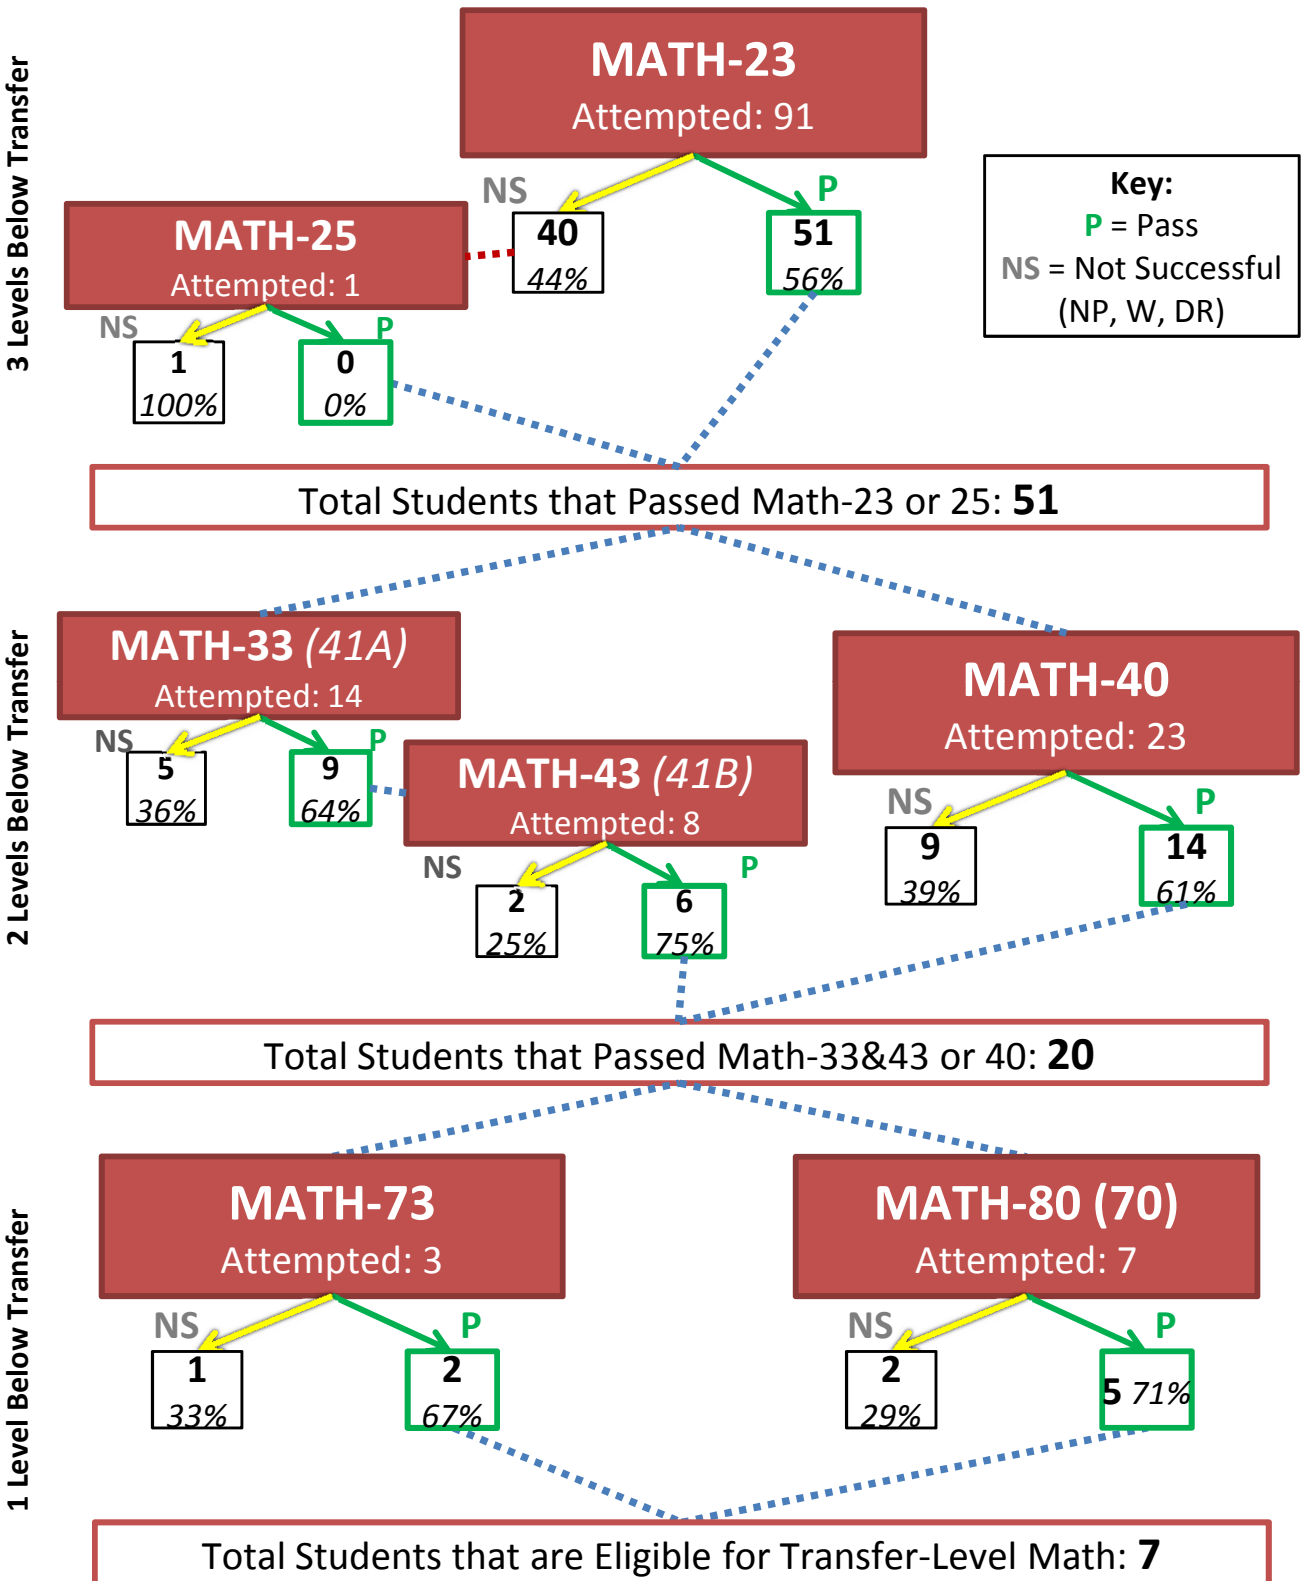 3 Levels Below Transfer
MATH-23
Attempted: 91
NS
P
40
44%
51
56%
Key:
P = Pass
NS = Not Successful
(NP, W, DR)
MATH-25
Attempted: 1
NS
P
1
100%
0
0%
Total Students that Passed Math-23 or 25: 51
2 Levels Below Transfer
MATH-33 (41A)
Attempted: 14
NS
P
5
36%
9
64%
MATH-43 (41B)
Attempted: 8
NS
P
2
25%
6
75%
MATH-40
Attempted: 23
NS
P
9
39%
14
61%
Total Students that Passed Math-33&43 or 40: 20
1 Level Below Transfer
MATH-73
Attempted: 3
NS
P
1
33%
2
67%
MATH-80 (70)
Attempted: 7
NS
P
2
29%
5 71%
Total Students that are Eligible for Transfer-Level Math: 7